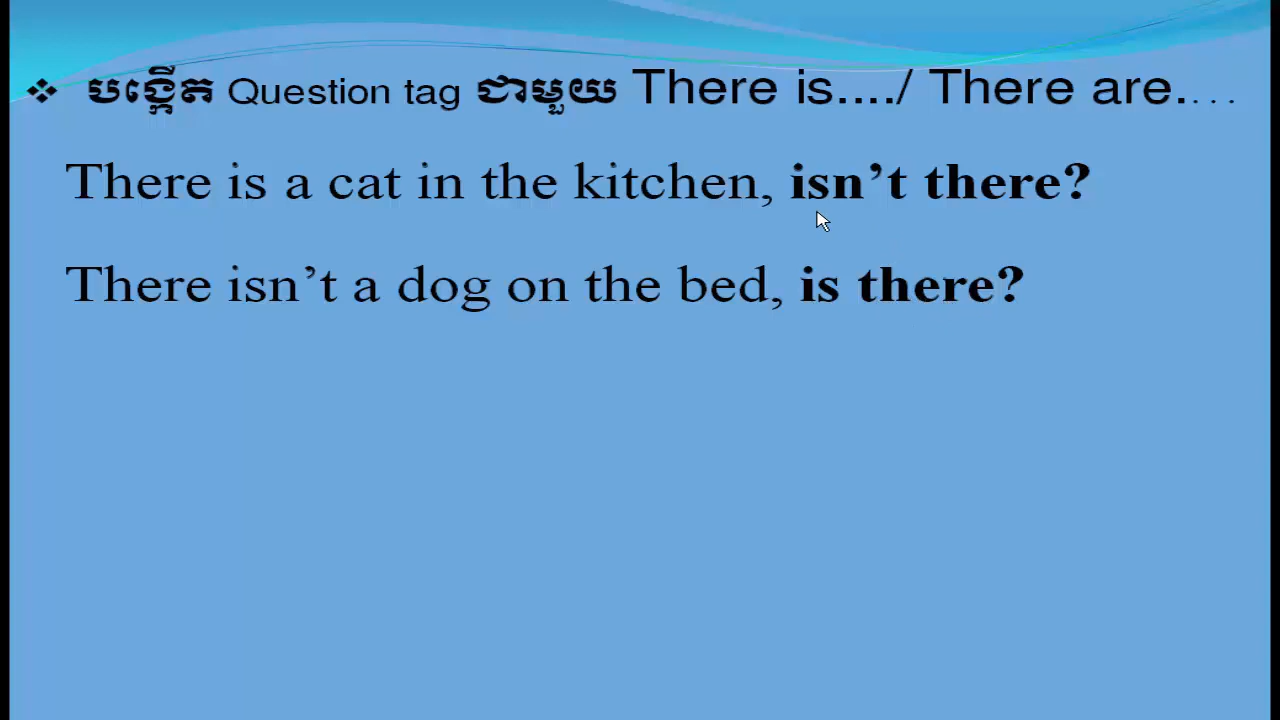 ❖ បង្កើត Question tag ជាមួយ There is..../ There are....
There is a cat in the kitchen, isn’t there?
There isn’t a dog on the bed, is there?